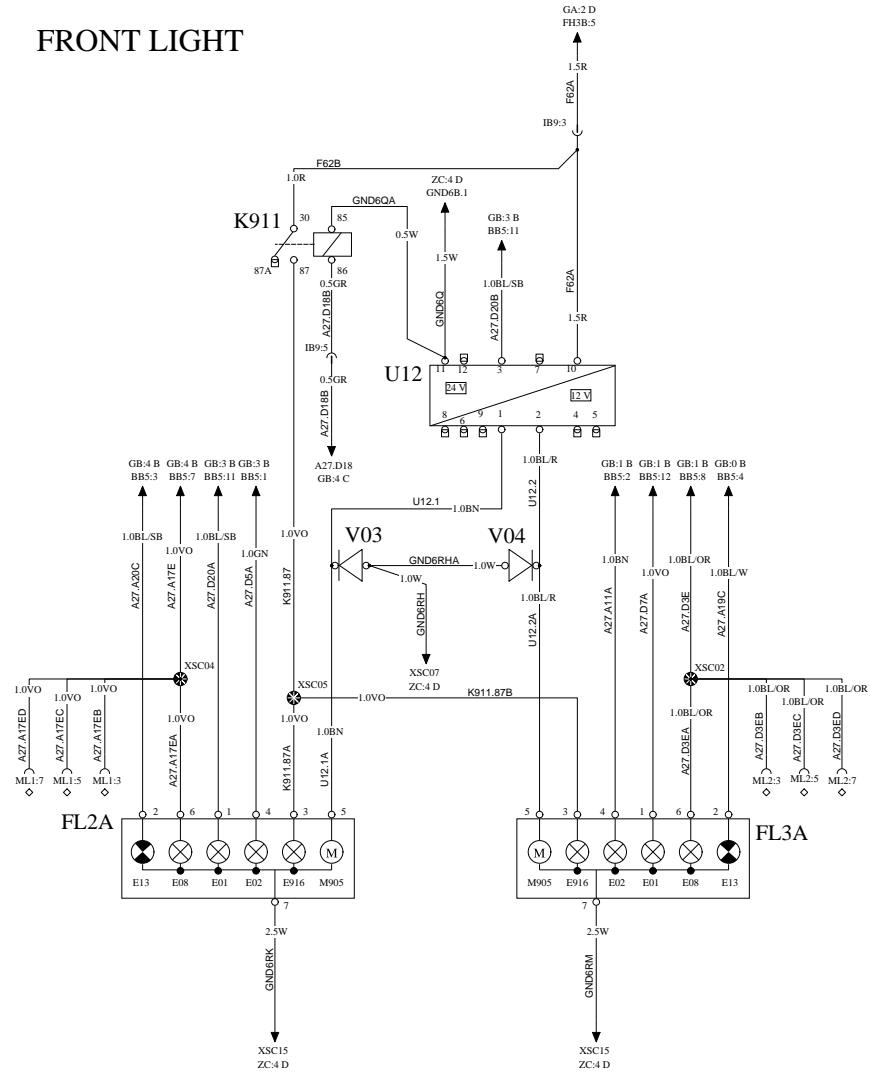 GA:2 D
FH3B:5
FRONT LIGHT
1.5R
F62A
IB9:3
F62B
1.0R
ZC:4 D
GND6B.1
GND6QA
GB:3 B
BB5:11
K911
30
85
0.5W
87A
87
86
1.5W
0.5GR
1.0BL/SB
F62A
A27.D18B
GND6Q
A27.D20B
1.5R
IB9:5
0.5GR
11
12
3
7
10
U12
24 V
12 V
A27.D18B
8
6
9
1
2
4
5
A27.D18
GB:4 C
1.0BL/R
GB:4 B
BB5:3
GB:4 B
BB5:7
GB:3 B
BB5:11
GB:3 B
BB5:1
GB:1 B
BB5:2
GB:1 B
BB5:12
GB:1 B
BB5:8
GB:0 B
BB5:4
U12.2
U12.1
1.0BN
1.0BL/SB
1.0VO
1.0BL/SB
1.0GN
1.0VO
V03
V04
GND6RHA
1.0W
1.0W
1.0BN
1.0VO
1.0BL/OR
1.0BL/W
A27.A20C
A27.A17E
A27.D20A
A27.D5A
K911.87
GND6RH
1.0BL/R
U12.2A
A27.A11A
A27.D7A
A27.D3E
A27.A19C
XSC07
ZC:4 D
XSC04
XSC05
XSC02
1.0VO
1.0VO
1.0VO
1.0VO
K911.87B
1.0BL/OR
1.0BL/OR
1.0BL/OR
1.0VO
1.0VO
1.0BL/OR
1.0BN
A27.A17ED
A27.A17EC
A27.A17EB
A27.A17EA
K911.87A
U12.1A
A27.D3EA
A27.D3EB
A27.D3EC
A27.D3ED
ML1:7
ML1:5
ML1:3
ML2:3
ML2:5
ML2:7
FL2A
2
6
1
4
3
5
5
3
4
1
6
2
FL3A
M
M
E13
E08
E01
E02
E916
M905
M905
E916
E02
E01
E08
E13
7
7
2.5W
2.5W
GND6RK
GND6RM
XSC15
ZC:4 D
XSC15
ZC:4 D